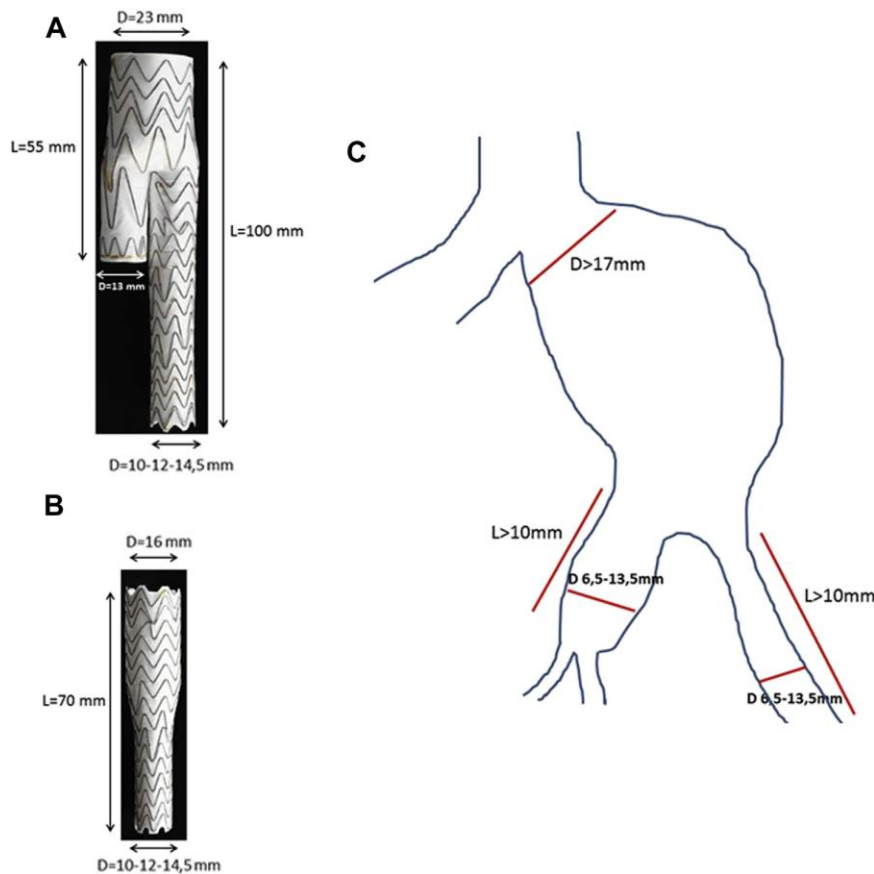 A
D=23 mm
L=55 mm
L=100 mm
D=13 mm
D=10-12-14,5 mm
B
D=16 mm
L=70 mm
D=10-12-14,5 mm
C
D>17mm
L>10mm
D 6,5-13,5mm
L>10mm
D 6,5-13,5mm